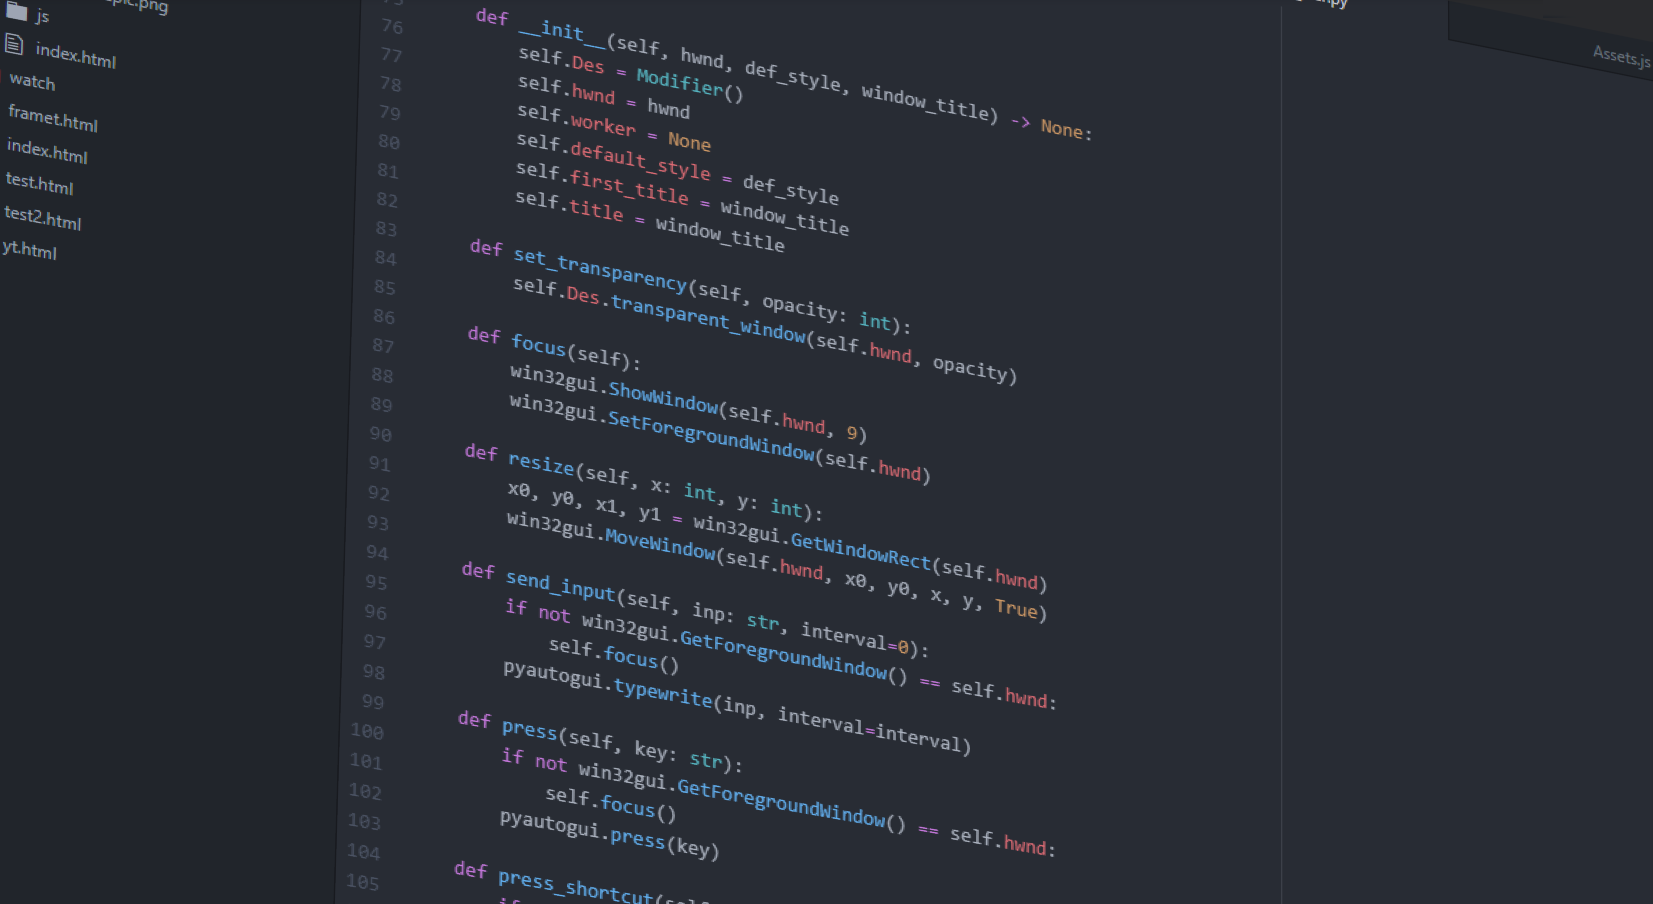 pic.png
js
index.html
watch
framet.html
index.html
test.html
test2.html
yt.html
75 def __init__(self, hwnd, def_style, window_title) -> None:
76 self.Des = Modifier()
77 self.hwnd = hwnd
78 self.worker = None
79 self.default_style = def_style
80 self.first_title = window_title
81 self.title = window_title
82
83 def set_transparency(self, opacity: int):
84 self.Des.transparent_window(self.hwnd, opacity)
85
86 def focus(self):
87 win32gui.ShowWindow(self.hwnd, 9)
88 win32gui.SetForegroundWindow(self.hwnd)
89
90 def resize(self, x: int, y: int):
91 x0, y0, x1, y1 = win32gui.GetWindowRect(self.hwnd)
92 win32gui.MoveWindow(self.hwnd, x0, y0, x, y, True)
93
94 def send_input(self, inp: str, interval=0):
95 if not win32gui.GetForegroundWindow() == self.hwnd:
96 self.focus()
97 pyautogui.typewrite(inp, interval=interval)
98
99 def press(self, key: str):
100 if not win32gui.GetForegroundWindow() == self.hwnd:
101 self.focus()
102 pyautogui.press(key)
103
104 def press_shortcut(self
105 if
Assets.js